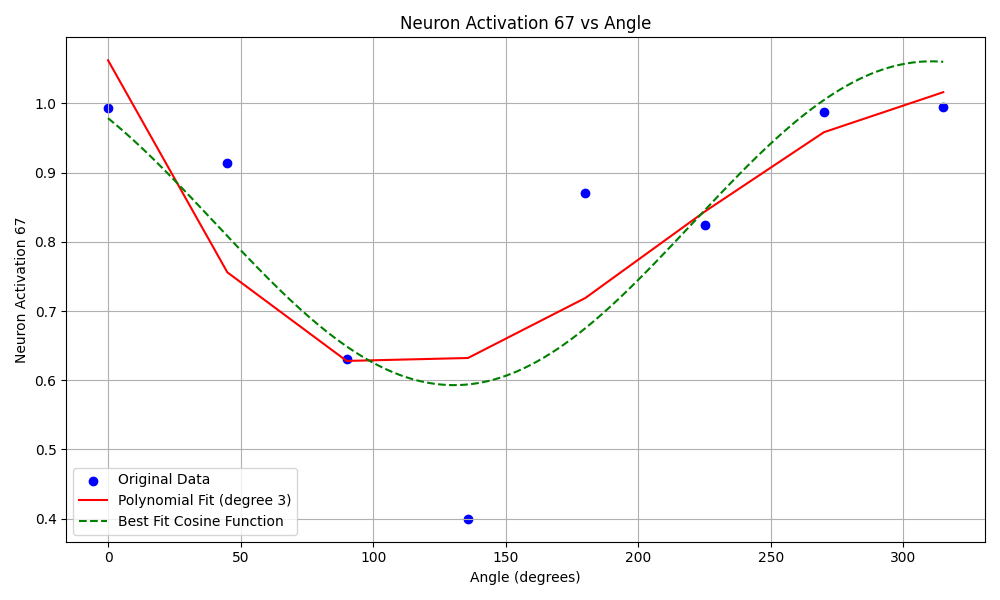 Neuron Activation 67 vs Angle
Neuron Activation 67
1.0
0.9
0.8
0.7
0.6
0.5
0.4
Original Data
Polynomial Fit (degree 3)
Best Fit Cosine Function
0 50 100 150 200 250 300
Angle (degrees)